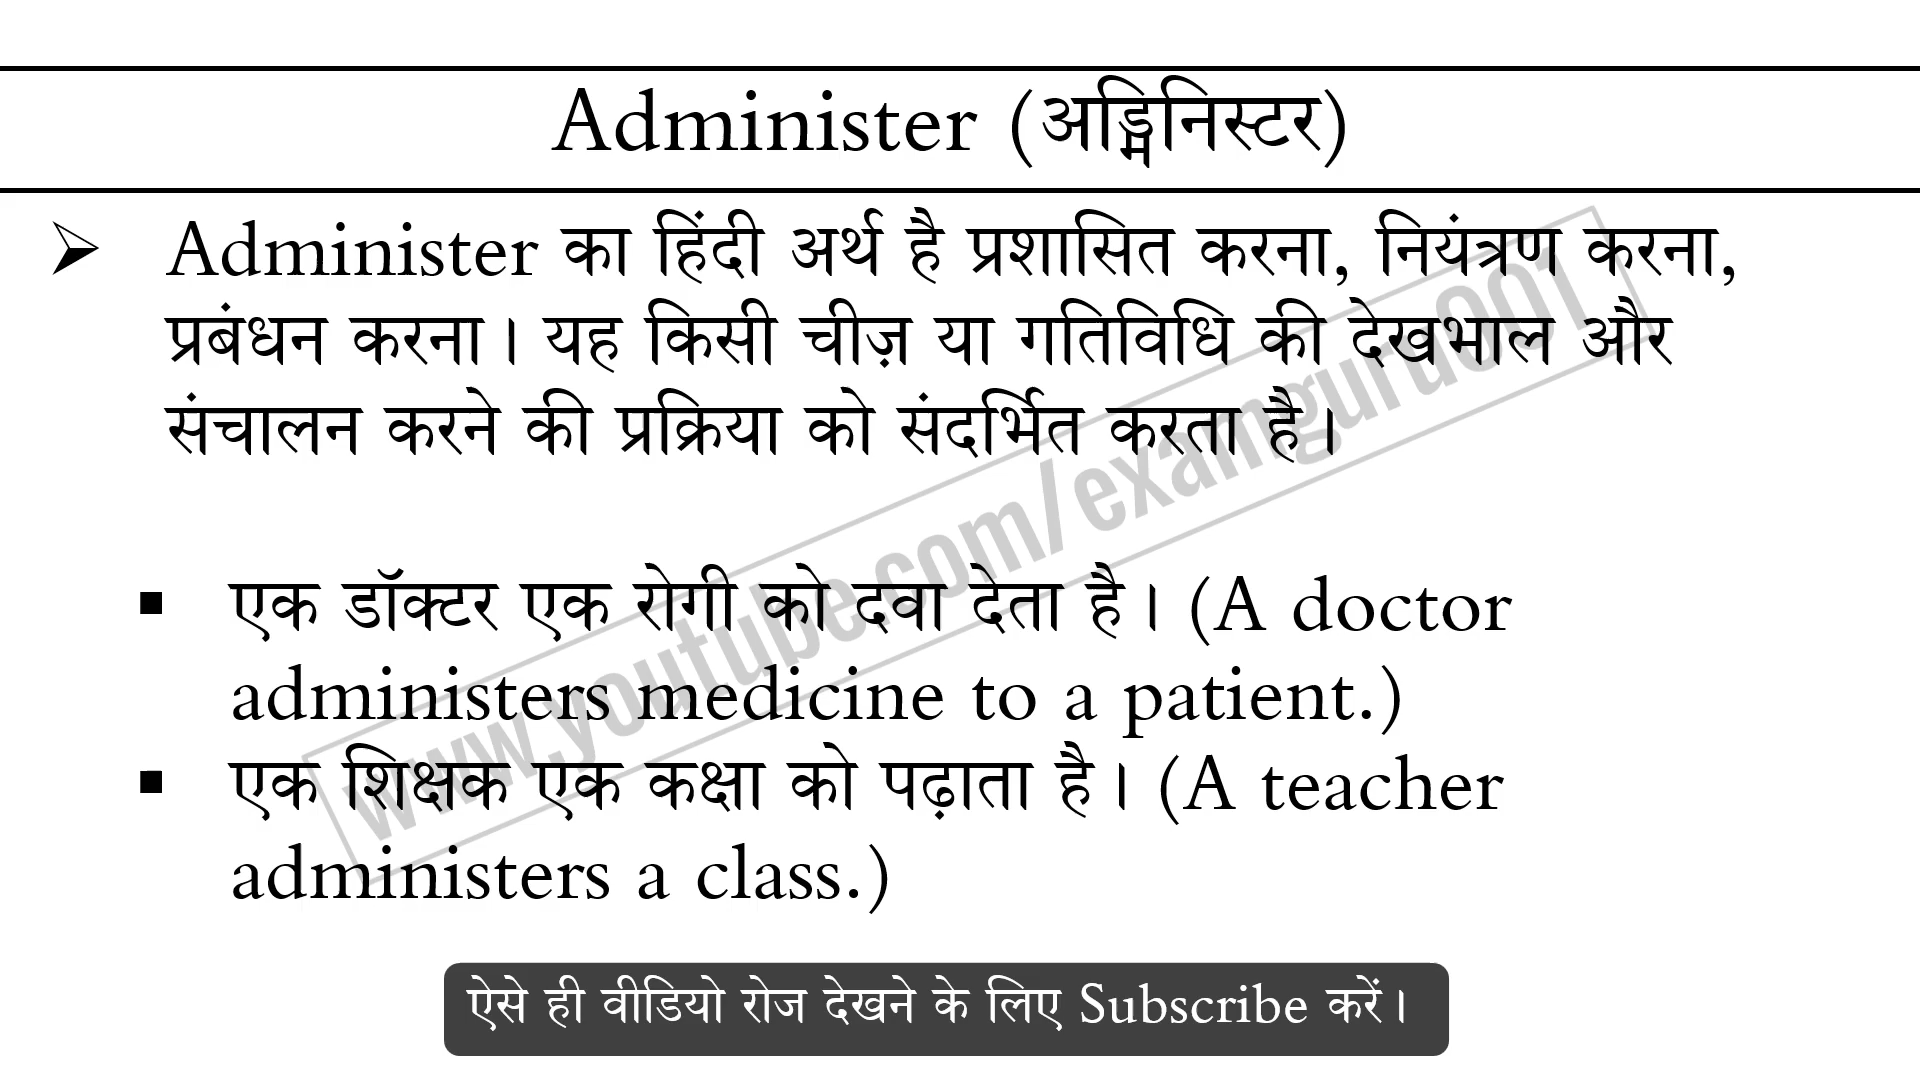 Administer (अड्मिनिस्टर)
➢ Administer का हिंदी अर्थ है प्रशासित करना, नियंत्रण करना,
प्रबंधन करना। यह किसी चीज़ या गतिविधि की देखभाल और
संचालन करने की प्रक्रिया को संदर्भित करता है।
▪ एक डॉक्टर एक रोगी को दवा देता है। (A doctor
administers medicine to a patient.)
▪ एक शिक्षक एक कक्षा को पढ़ाता है। (A teacher
administers a class.)
www.youtube.com/examguru001
ऐसे ही वीडियो रोज देखने के लिए Subscribe करें।